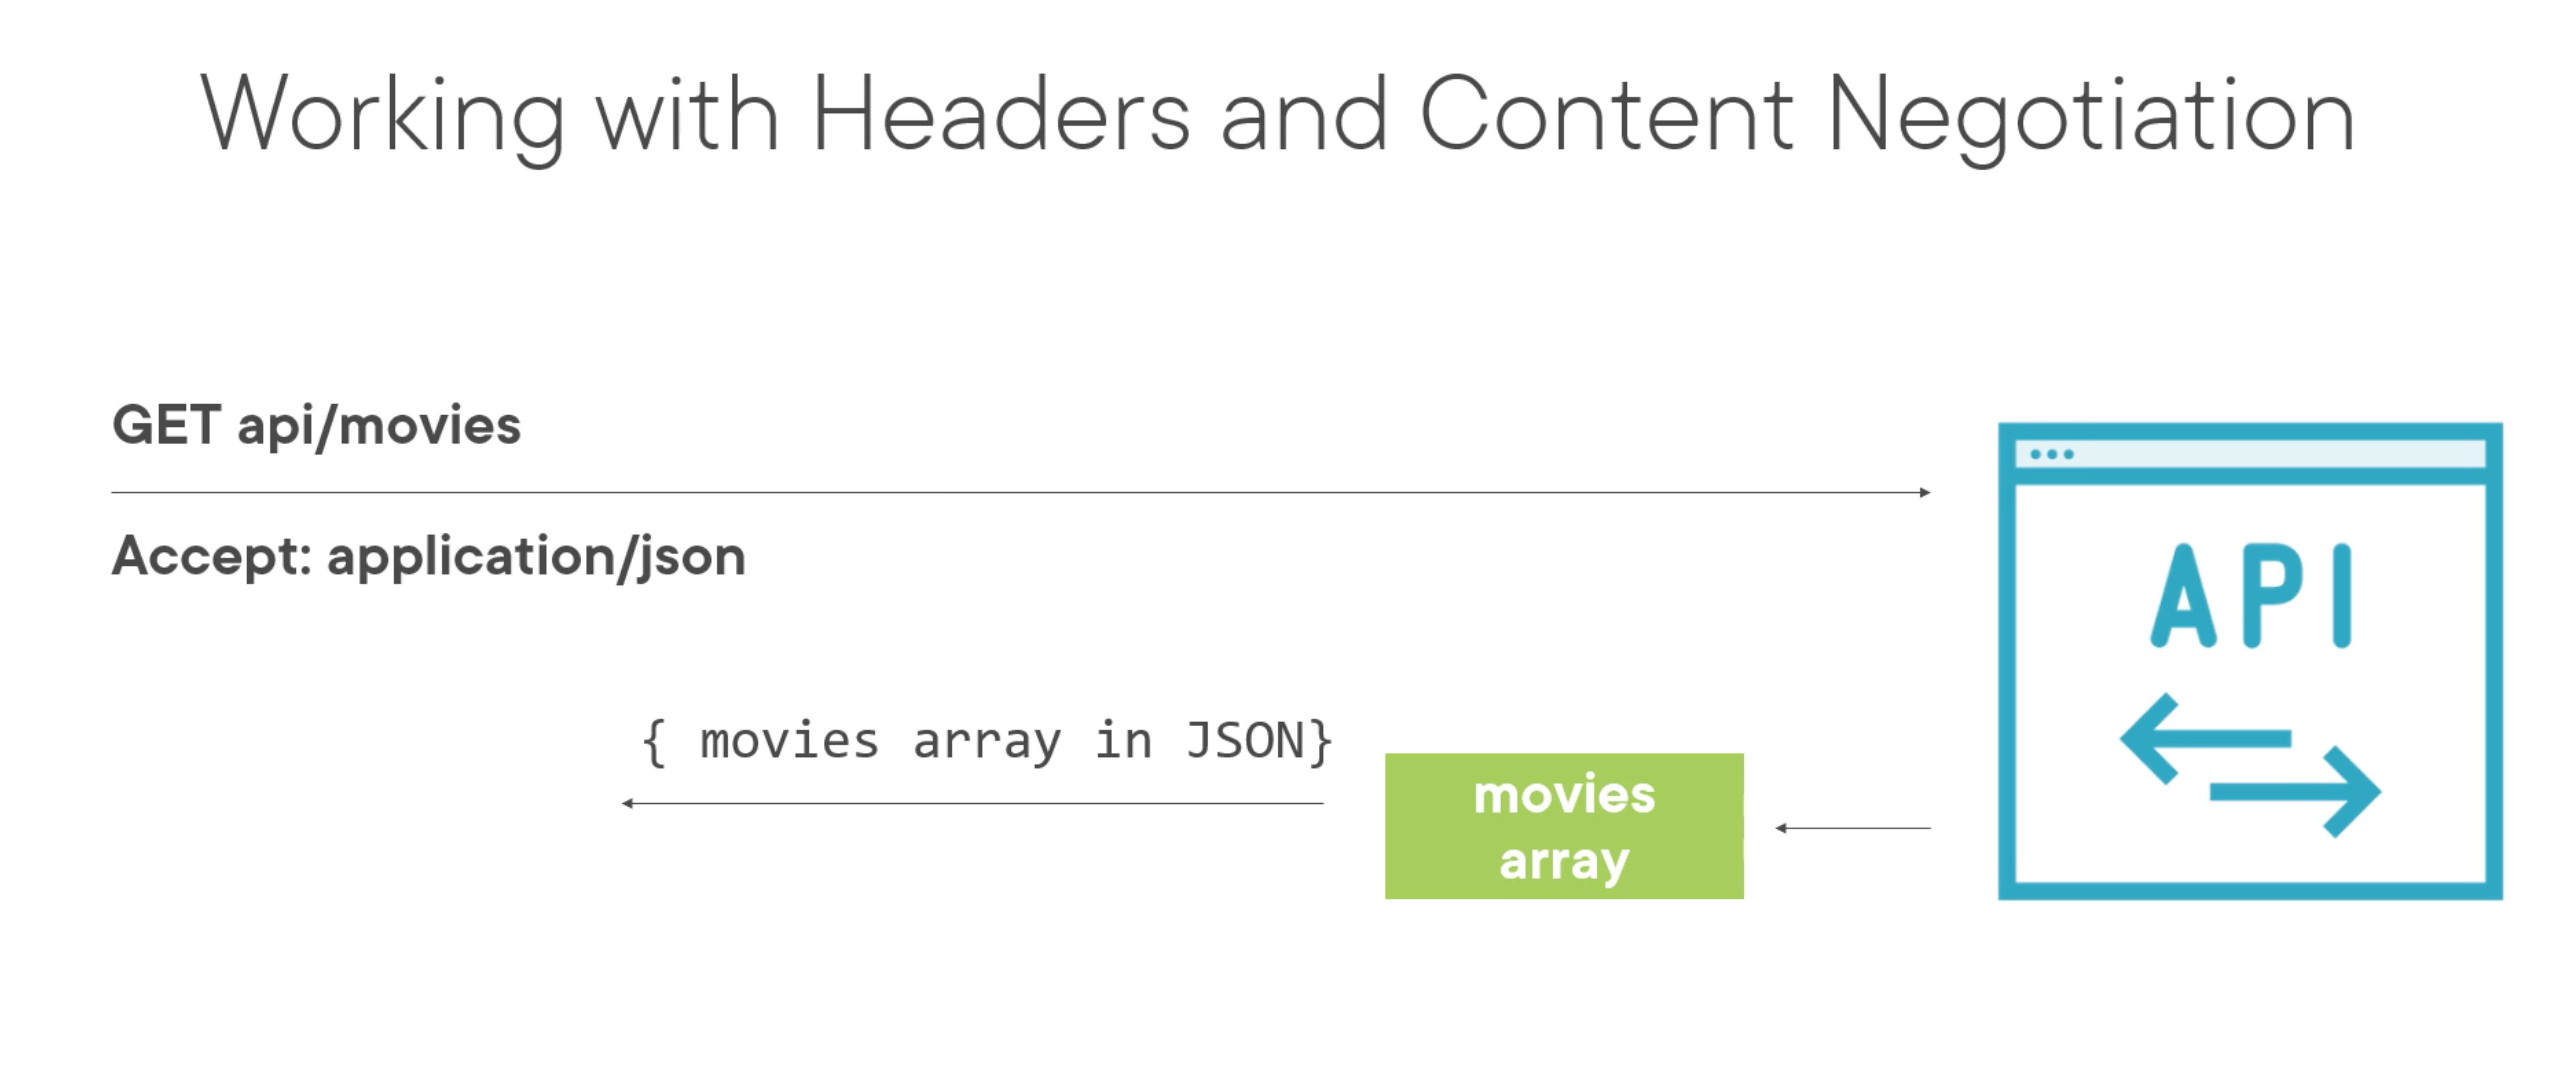 Working with Headers and Content Negotiation
GET api/movies
Accept: application/json
{ movies array in JSON}
movies
array
API